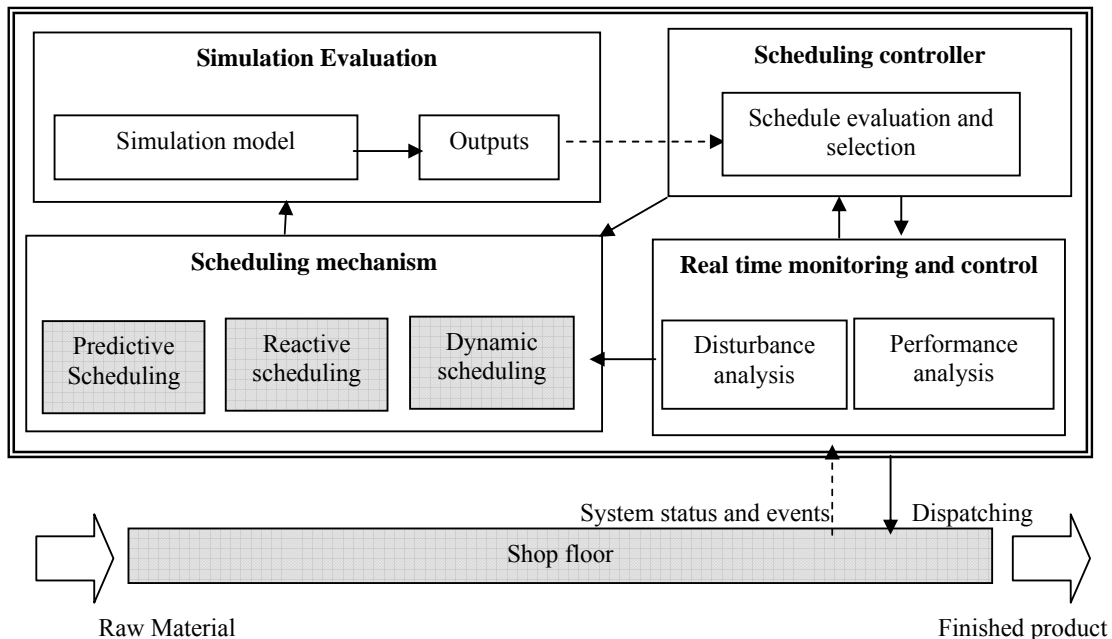 Simulation Evaluation
Simulation model
Outputs
Scheduling controller
Schedule evaluation and
selection
Scheduling mechanism
Predictive
Scheduling
Reactive
scheduling
Dynamic
scheduling
Real time monitoring and control
Disturbance
analysis
Performance
analysis
System status and events
Dispatching
Shop floor
Raw Material
Finished product